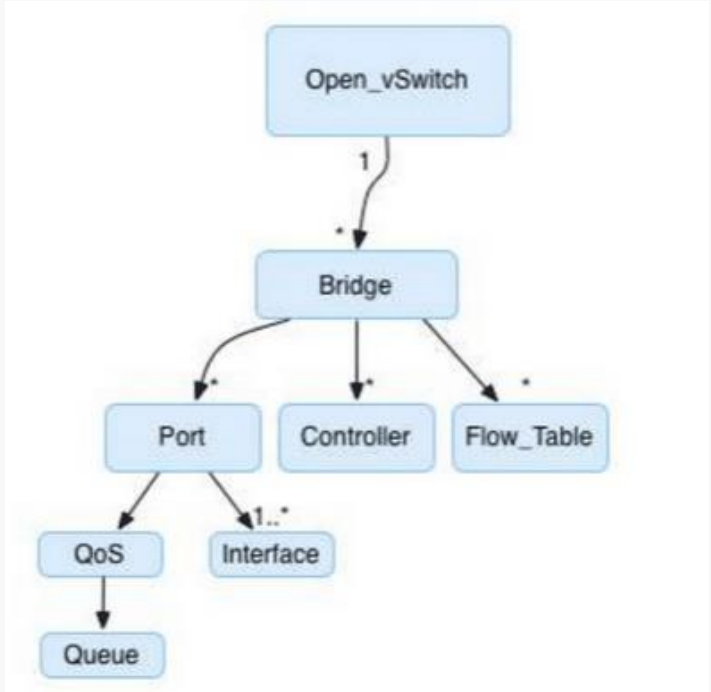 Open_vSwitch
1
*
Bridge
*
*
*
Port
Controller
Flow_Table
1..*
QoS
Interface
Queue